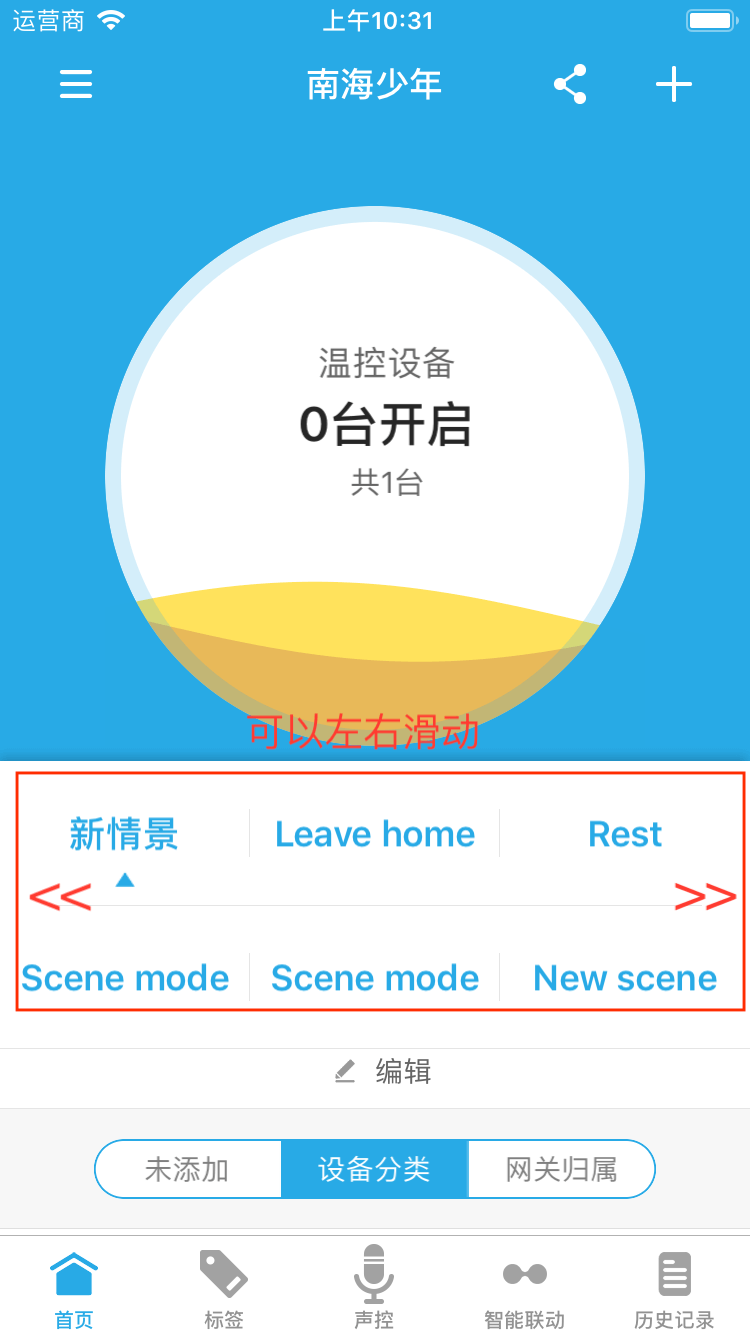 运营商 上午10:31
南海少年
温控设备
0台开启
共1台
可以左右滑动
新情景 Leave home Rest
<< >>
Scene mode Scene mode New scene
编辑
未添加 设备分类 网关归属
首页 标签 声控 智能联动 历史记录